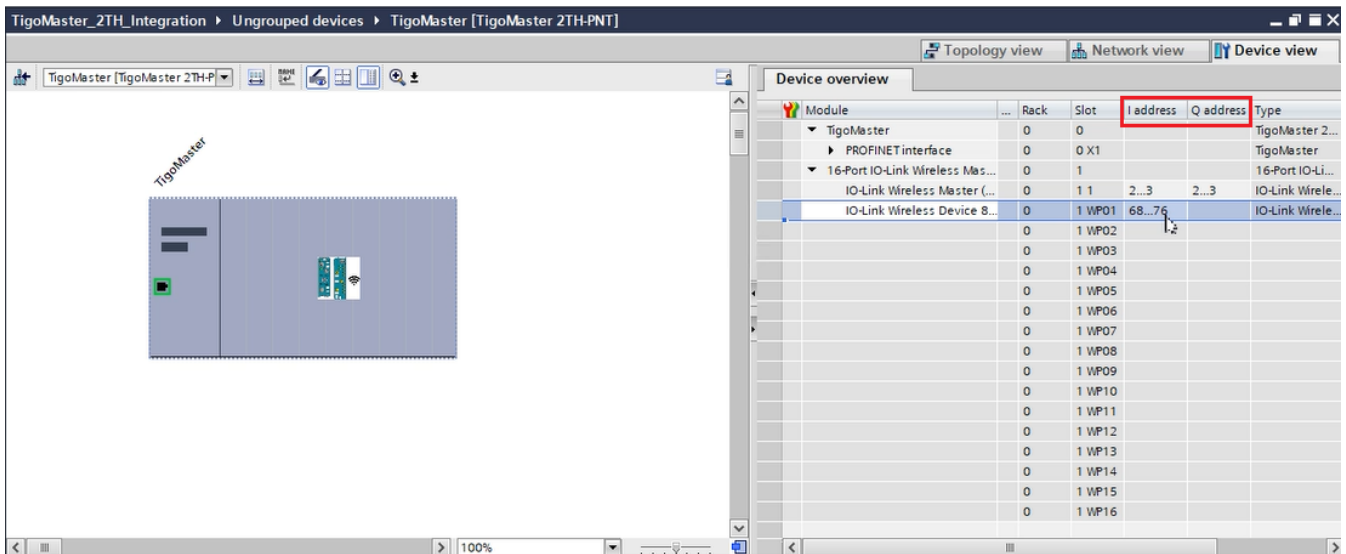 TigoMaster_2TH_Integration ▸ Ungrouped devices ▸ TigoMaster [TigoMaster 2TH-PNT]
Topology view Network view Device view
TigoMaster [TigoMaster 2TH-P
Device overview
Module ... Rack Slot I address Q address Type
TigoMaster 0 0 TigoMaster 2...
PROFINET interface 0 0 X1 TigoMaster
16-Port IO-Link Wireless Mas... 0 1 16-Port IO-Li...
IO-Link Wireless Master (... 0 1 1 2...3 2...3 IO-Link Wirele...
IO-Link Wireless Device 8... 0 1 WP01 68...76 IO-Link Wirele...
0 1 WP02
0 1 WP03
0 1 WP04
0 1 WP05
0 1 WP06
0 1 WP07
0 1 WP08
0 1 WP09
0 1 WP10
0 1 WP11
0 1 WP12
0 1 WP13
0 1 WP14
0 1 WP15
0 1 WP16
TigoMaster
100%